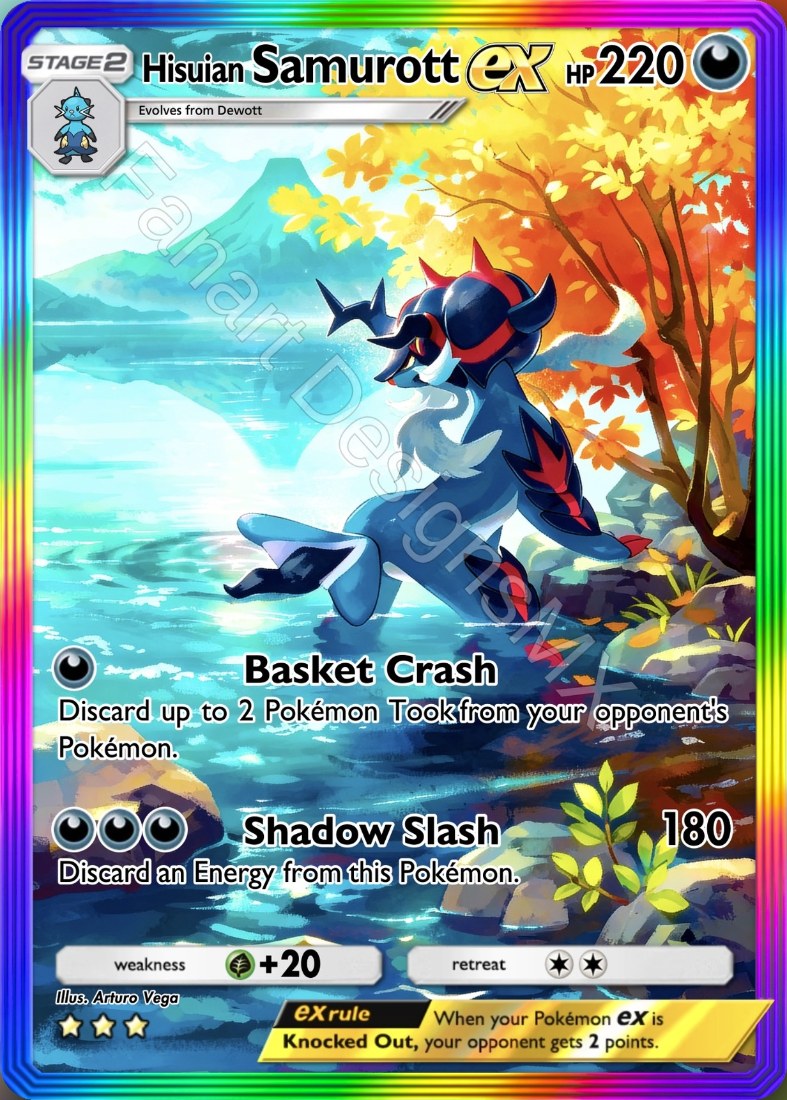 STAGE2 Hisuian Samurott ex HP 220
Evolves from Dewott
Fanart DesignsMX
Basket Crash
Discard up to 2 Pokémon Took from your opponent's
Pokémon.
Shadow Slash 180
Discard an Energy from this Pokémon.
weakness +20 retreat
Illus. Arturo Vega
ex rule When your Pokémon ex is
Knocked Out, your opponent gets 2 points.